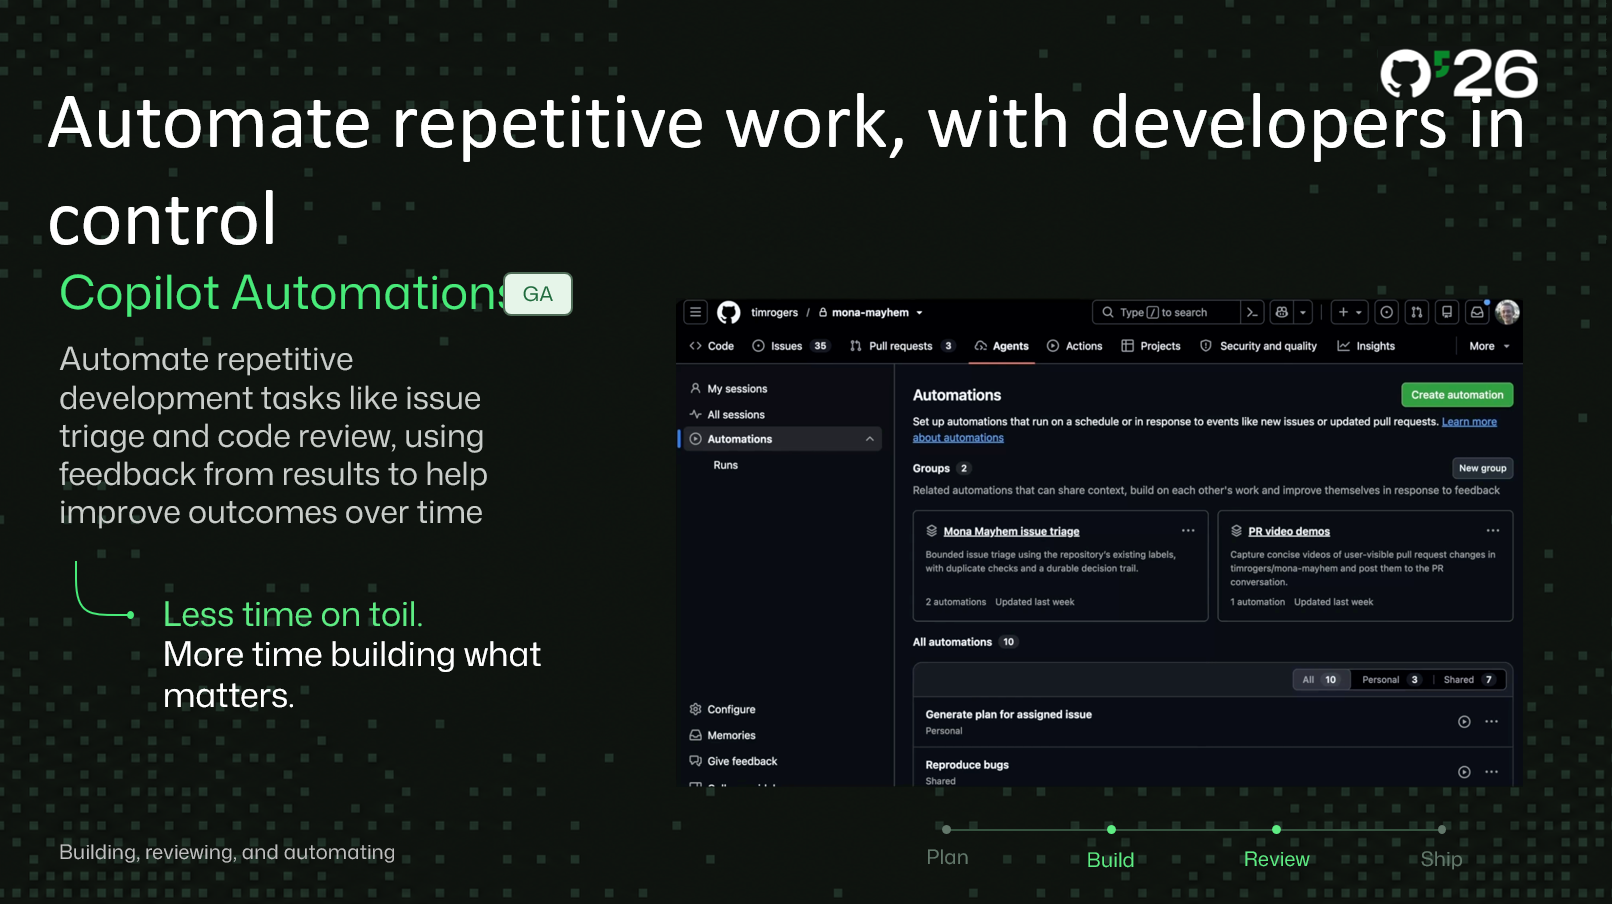 '26
Automate repetitive work, with developers in
control
Copilot Automations GA
Automate repetitive
development tasks like issue
triage and code review, using
feedback from results to help
improve outcomes over time
Less time on toil.
More time building what
matters.
timrogers / mona-mayhem
Type / to search
Code Issues 35 Pull requests 3 Agents Actions Projects Security and quality Insights More
My sessions
All sessions
Automations
Runs
Configure
Memories
Give feedback
Automations
Create automation
Set up automations that run on a schedule or in response to events like new issues or updated pull requests. Learn more
about automations
Groups 2
New group
Related automations that can share context, build on each other's work and improve themselves in response to feedback
Mona Mayhem issue triage
Bounded issue triage using the repository's existing labels,
with duplicate checks and a durable decision trail.
2 automations Updated last week
PR video demos
Capture concise videos of user-visible pull request changes in
timrogers/mona-mayhem and post them to the PR
conversation.
1 automation Updated last week
All automations 10
All 10 Personal 3 Shared 7
Generate plan for assigned issue
Personal
Reproduce bugs
Shared
Building, reviewing, and automating
Plan Build Review Ship